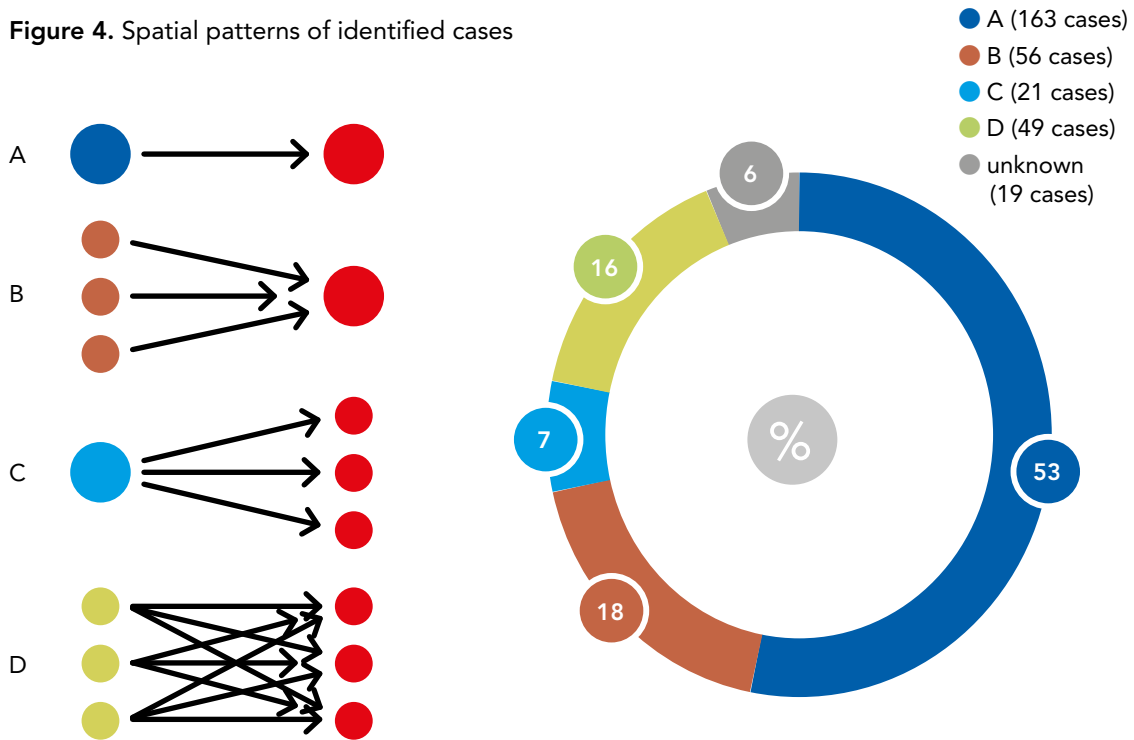 Figure 4. Spatial patterns of identified cases
A (163 cases)
B (56 cases)
C (21 cases)
D (49 cases)
unknown
(19 cases)
A
B
C
D
6
16
7
%
53
18